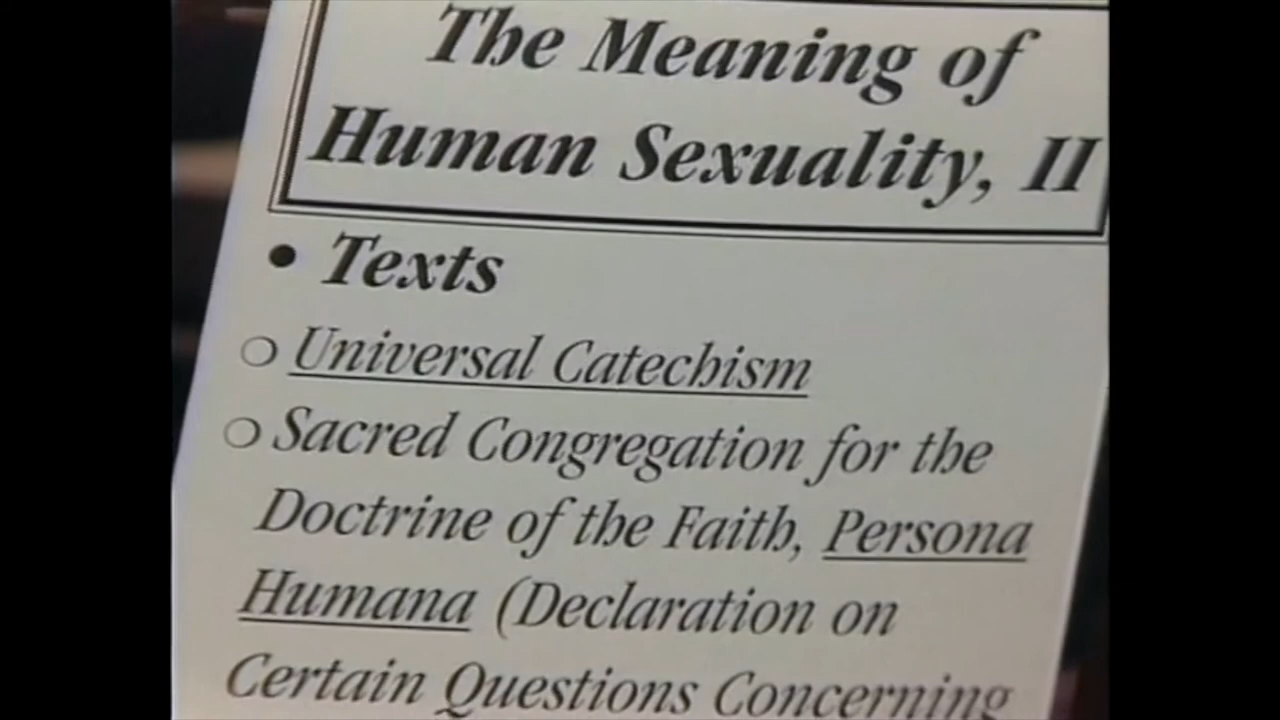 The Meaning of
Human Sexuality, II
• Texts
○ Universal Catechism
○ Sacred Congregation for the
Doctrine of the Faith, Persona
Humana (Declaration on
Certain Questions Concerning